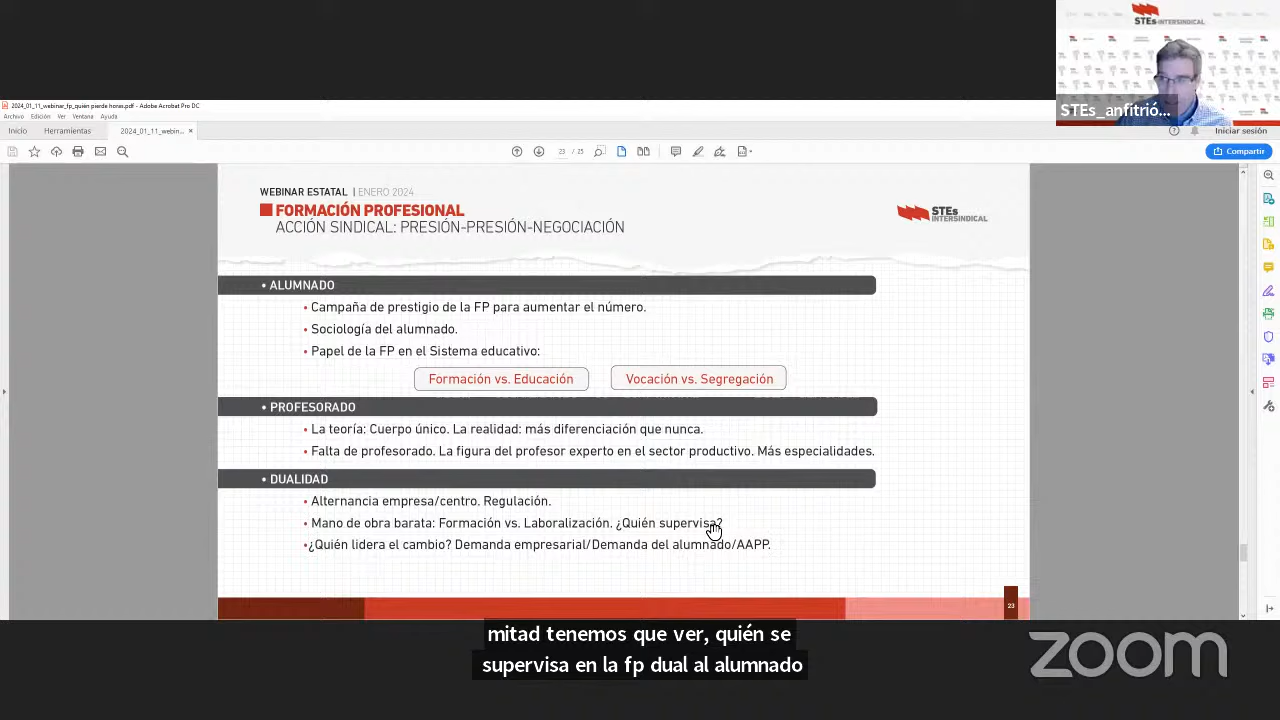 STEs
INTERSINDICAL
STEs_anfitrió...
2024_01_11_webinar_fp_quién pierde horas.pdf - Adobe Acrobat Pro DC
Archivo Edición Ver Ventana Ayuda
Inicio Herramientas 2024_01_11_webin... × Iniciar sesión
23 / 25 Compartir
WEBINAR ESTATAL | ENERO 2024
FORMACIÓN PROFESIONAL
ACCIÓN SINDICAL: PRESIÓN-PRESIÓN-NEGOCIACIÓN
STEs
INTERSINDICAL
• ALUMNADO
• Campaña de prestigio de la FP para aumentar el número.
• Sociología del alumnado.
• Papel de la FP en el Sistema educativo:
Formación vs. Educación Vocación vs. Segregación
• PROFESORADO
• La teoría: Cuerpo único. La realidad: más diferenciación que nunca.
• Falta de profesorado. La figura del profesor experto en el sector productivo. Más especialidades.
• DUALIDAD
• Alternancia empresa/centro. Regulación.
• Mano de obra barata: Formación vs. Laboralización. ¿Quién supervisa?
• ¿Quién lidera el cambio? Demanda empresarial/Demanda del alumnado/AAPP.
23
mitad tenemos que ver, quién se
supervisa en la fp dual al alumnado
zoom